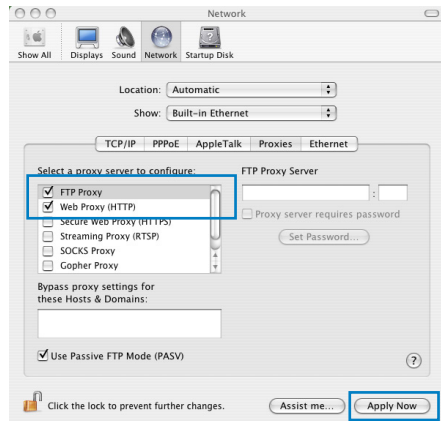 Network
Show All Displays Sound Network Startup Disk
Location: Automatic
Show: Built-in Ethernet
TCP/IP PPPoE AppleTalk Proxies Ethernet
Select a proxy server to configure: FTP Proxy Server
FTP Proxy :
Web Proxy (HTTP) Proxy server requires password
Secure Web Proxy (HTTPS)
Streaming Proxy (RTSP) Set Password...
SOCKS Proxy
Gopher Proxy
Bypass proxy settings for
these Hosts & Domains:
Use Passive FTP Mode (PASV) ?
Click the lock to prevent further changes. Assist me... Apply Now